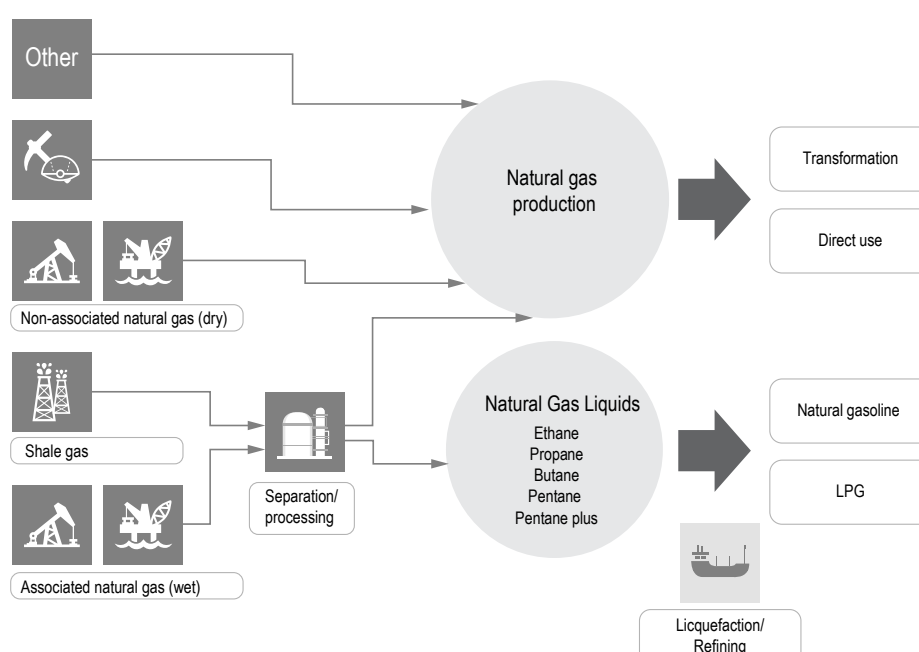 Other
Natural gas
production
Transformation
Direct use
Non-associated natural gas (dry)
Shale gas
Separation/
processing
Associated natural gas (wet)
Natural Gas Liquids
Ethane
Propane
Butane
Pentane
Pentane plus
Natural gasoline
LPG
Licquefaction/
Refining